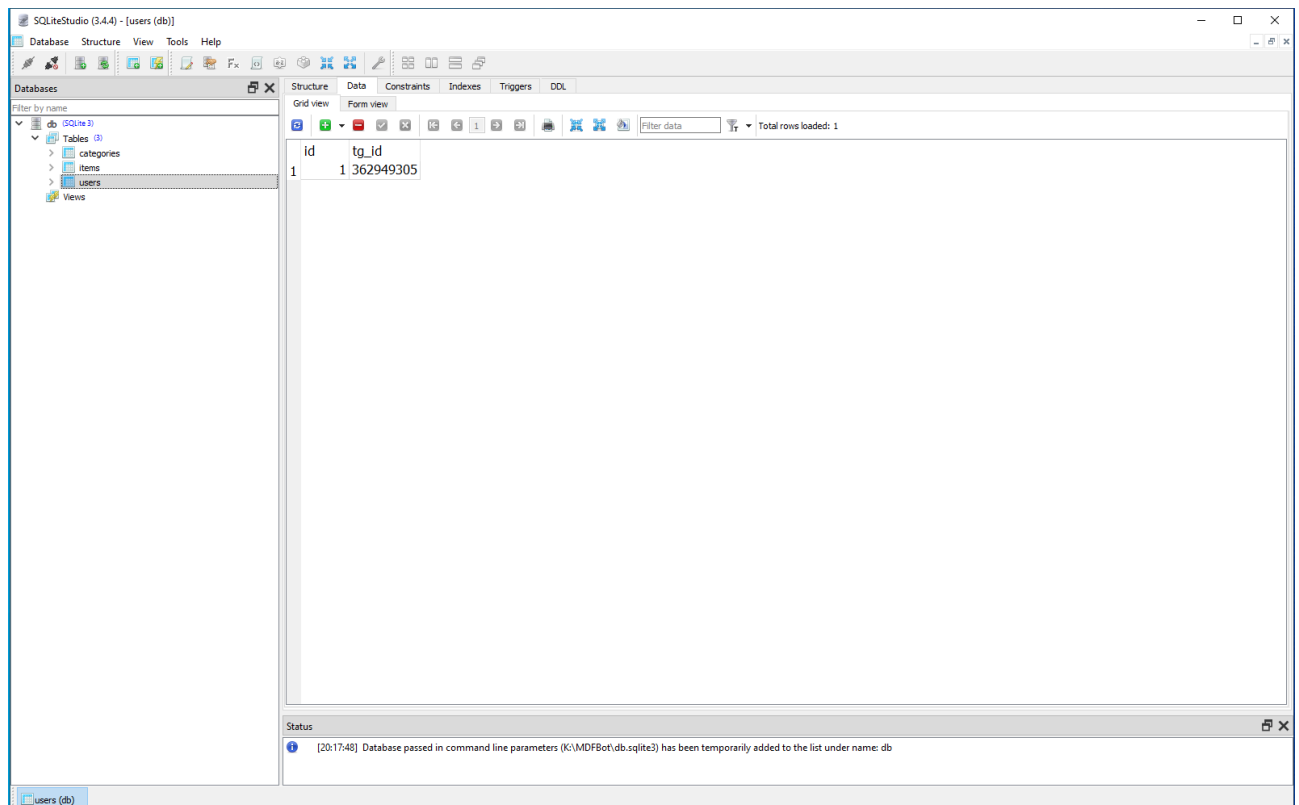 SQLiteStudio (3.4.4) - [users (db)]
Database Structure View Tools Help
Databases
Filter by name
db (SQLite 3)
Tables (3)
categories
items
users
Views
Structure Data Constraints Indexes Triggers DDL
Grid view Form view
1 Filter data Total rows loaded: 1
id tg_id
1 1 362949305
Status
[20:17:48] Database passed in command line parameters (K:\MDFBot\db.sqlite3) has been temporarily added to the list under name: db
users (db)